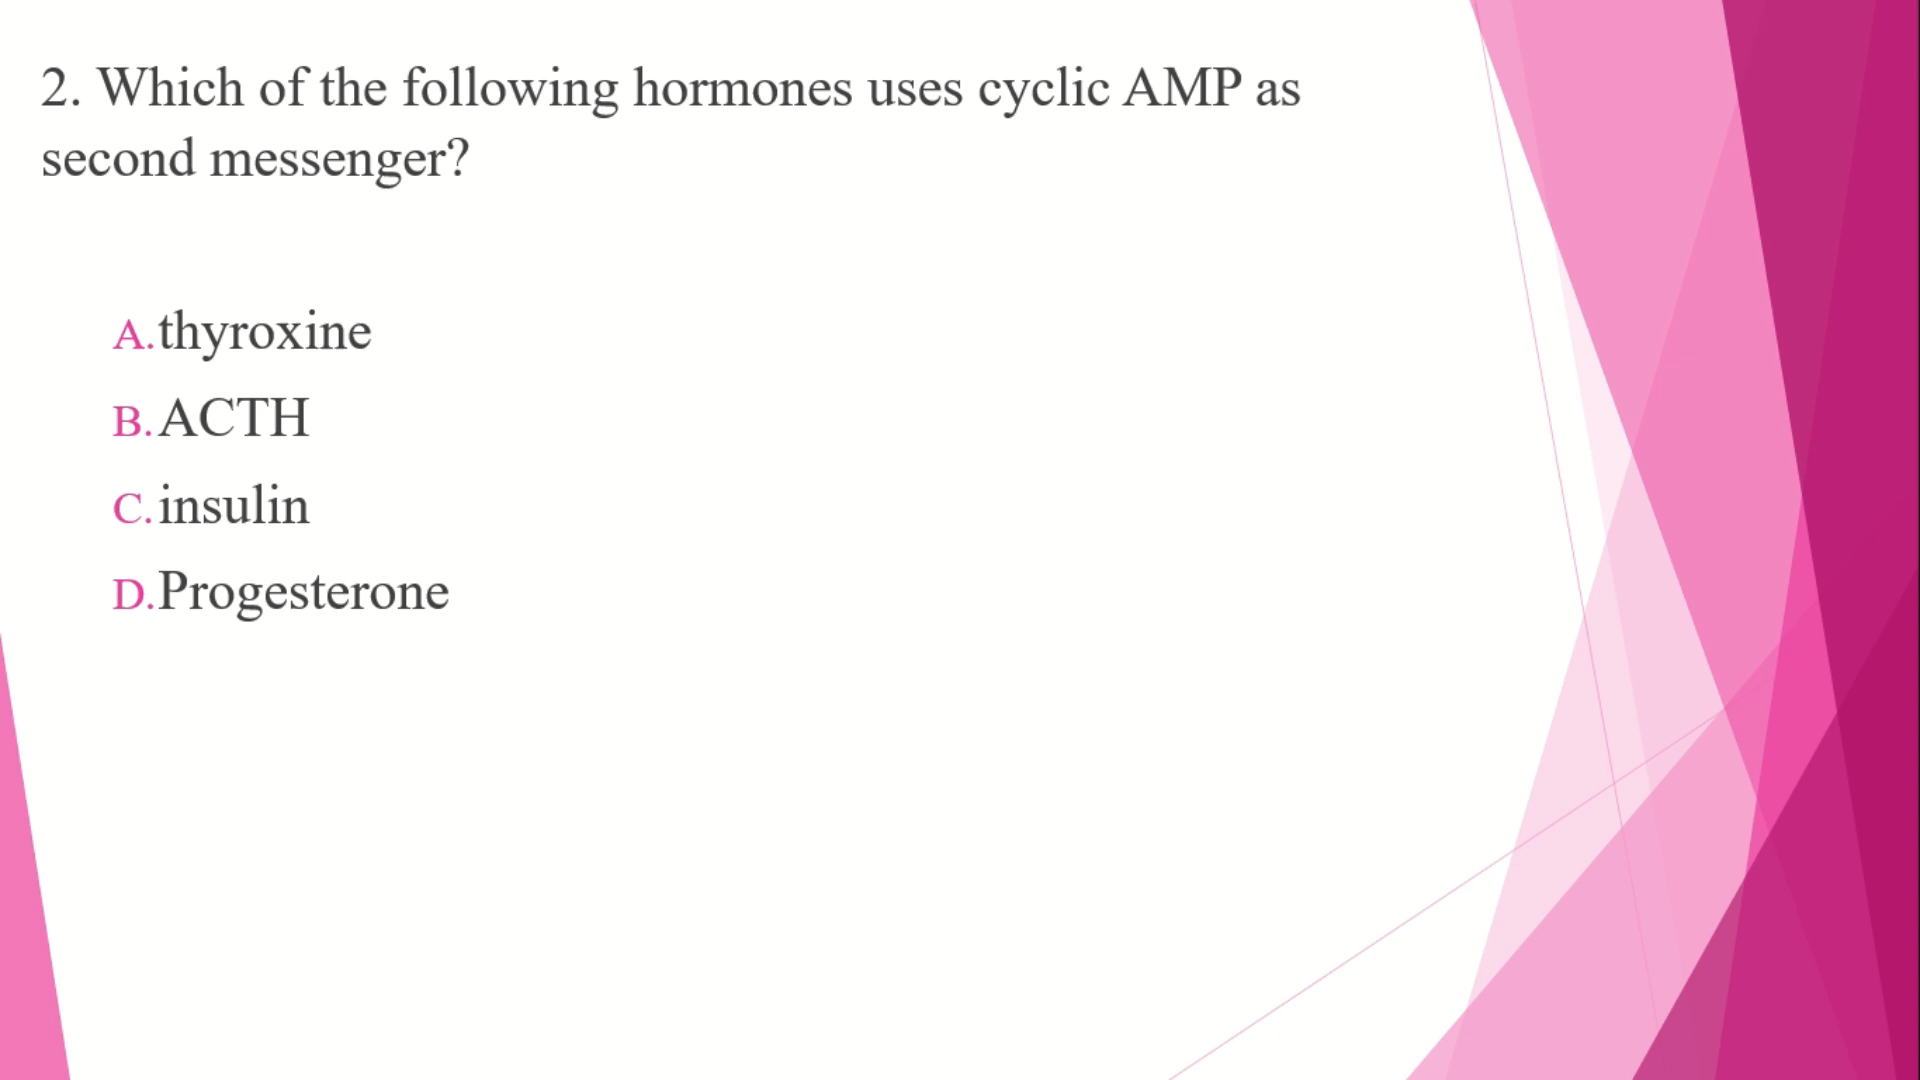 2. Which of the following hormones uses cyclic AMP as
second messenger?
A. thyroxine
B. ACTH
C. insulin
D. Progesterone